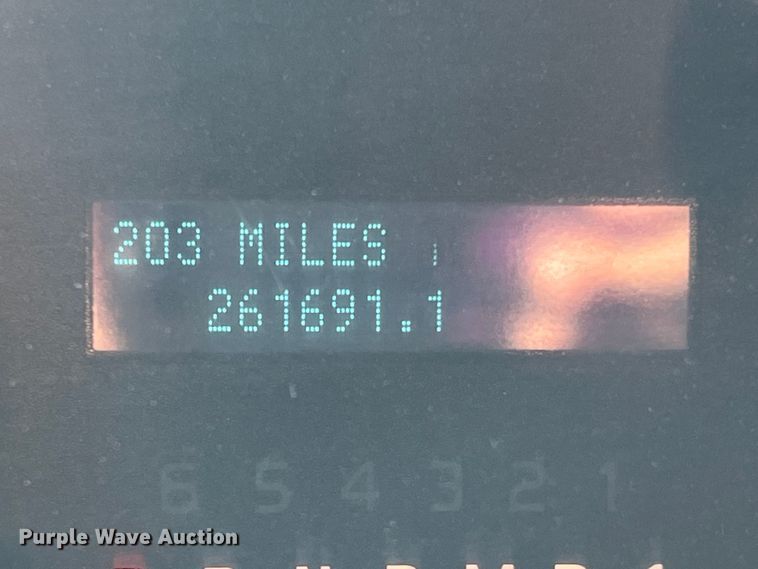 203 MILES
261691.1
6 5 4 3 2 1
Purple Wave Auction